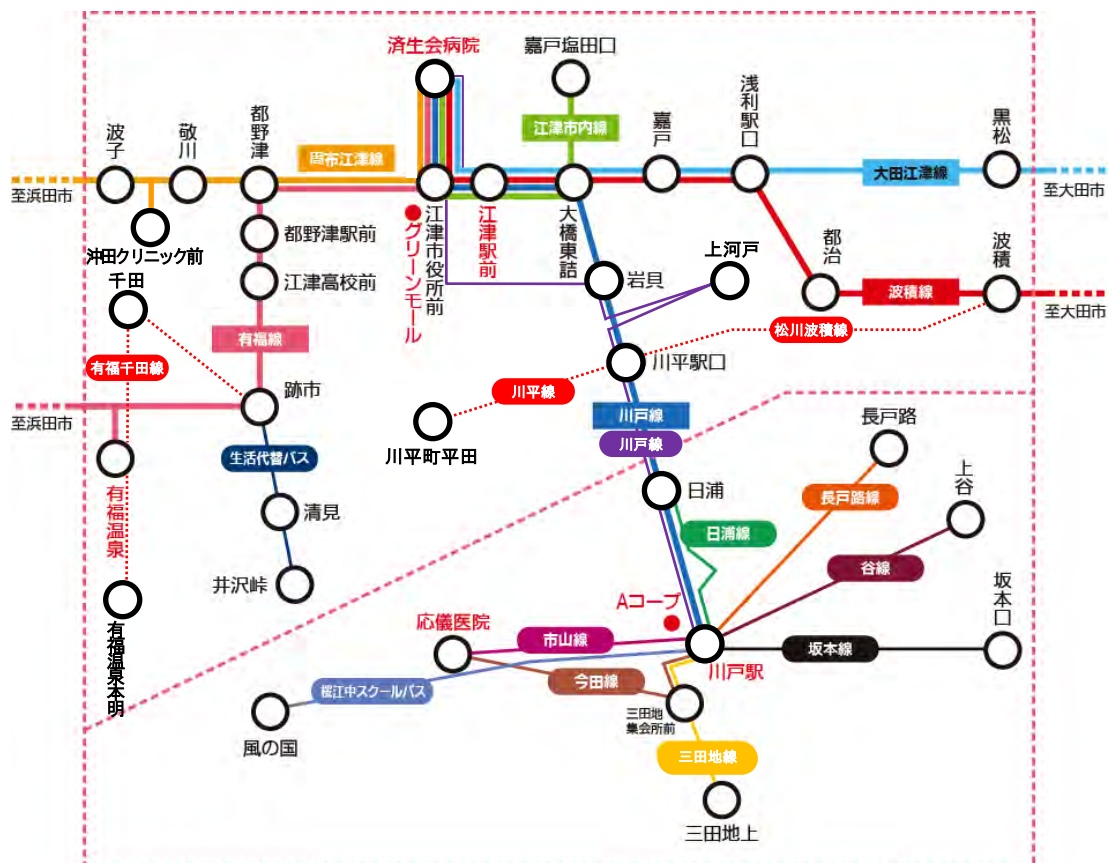 済生会病院
嘉戸塩田口
浅利駅口
黒松
都野津
波子
敬川
嘉戸
江津市内線
周布江津線
大田江津線
至浜田市
至大田市
沖田クリニック前
都野津駅前
●グリーンモール
江津市役所前
江津駅前
大橋東詰
都治
波積
千田
江津高校前
岩貝
上河戸
波積線
至大田市
有福線
松川波積線
有福千田線
川平駅口
跡市
川平線
至浜田市
川戸線
川戸線
川平町平田
長戸路
生活代替バス
上谷
有福温泉
清見
日浦
長戸路線
日浦線
谷線
井沢峠
坂本口
Aコープ
有福温泉本明
応儀医院
市山線
坂本線
川戸駅
桜江中スクールバス
今田線
三田地
集会所前
風の国
三田地線
三田地上